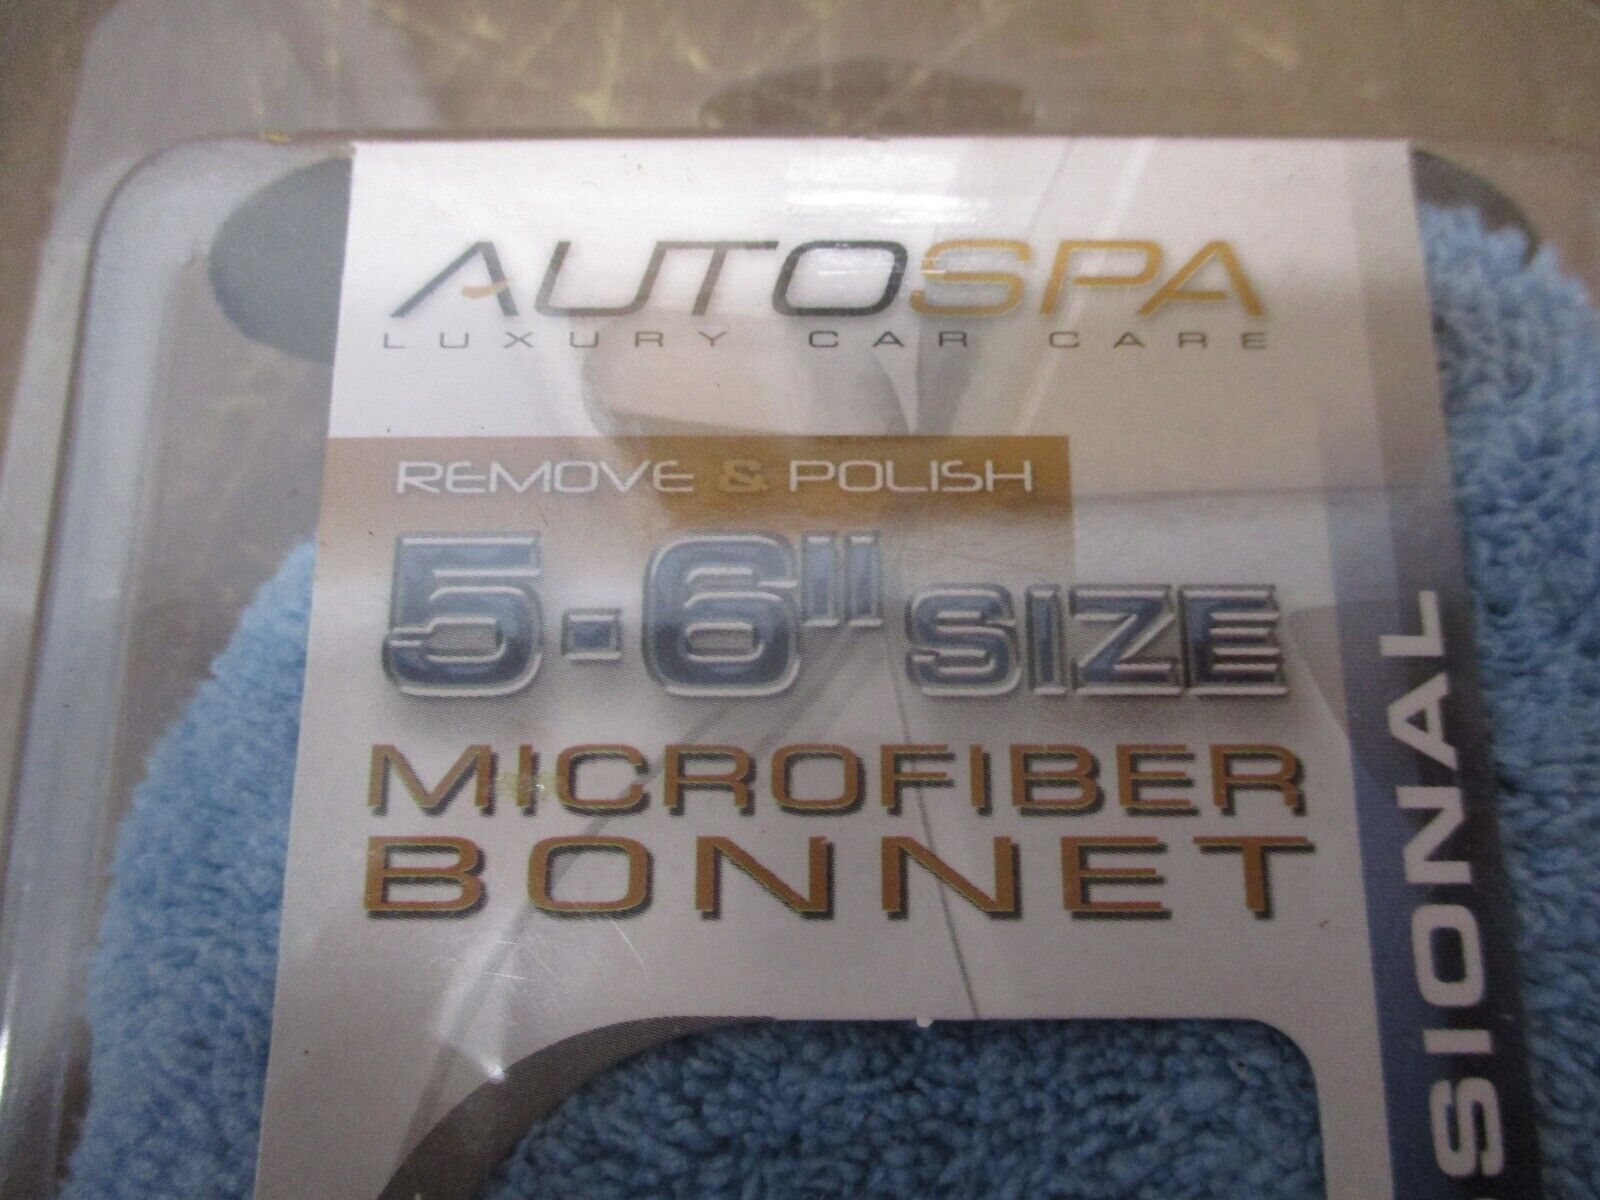 AUTOSPA
LUXURY CAR CARE
REMOVE & POLISH
5-6" SIZE
MICROFIBER
BONNET
SIONAL